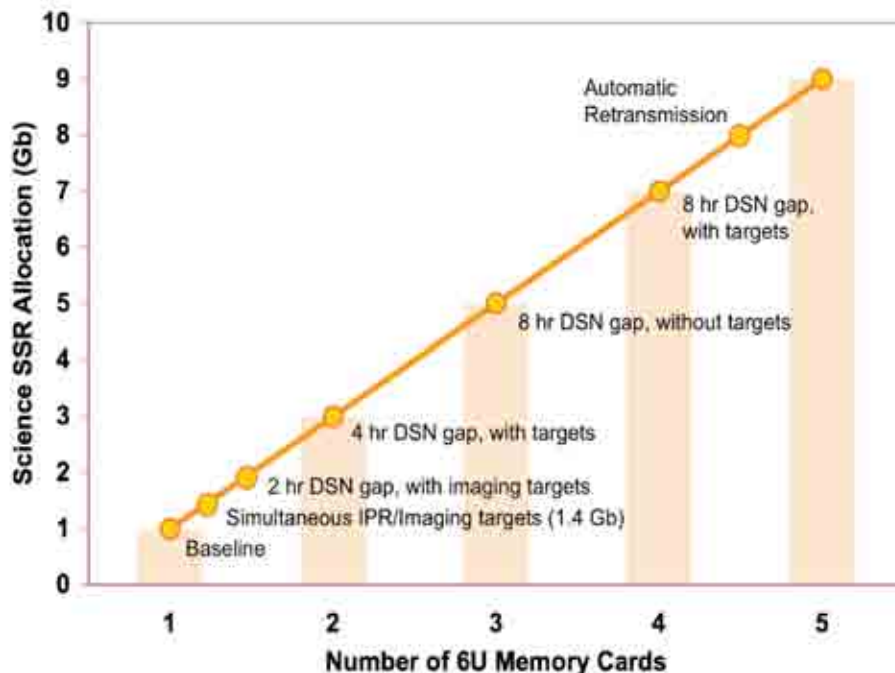 10
9
8
7
6
5
4
3
2
1
0
Science SSR Allocation (Gb)
Automatic
Retransmission
8 hr DSN gap,
with targets
8 hr DSN gap, without targets
4 hr DSN gap, with targets
2 hr DSN gap, with imaging targets
Simultaneous IPR/Imaging targets (1.4 Gb)
Baseline
1 2 3 4 5
Number of 6U Memory Cards